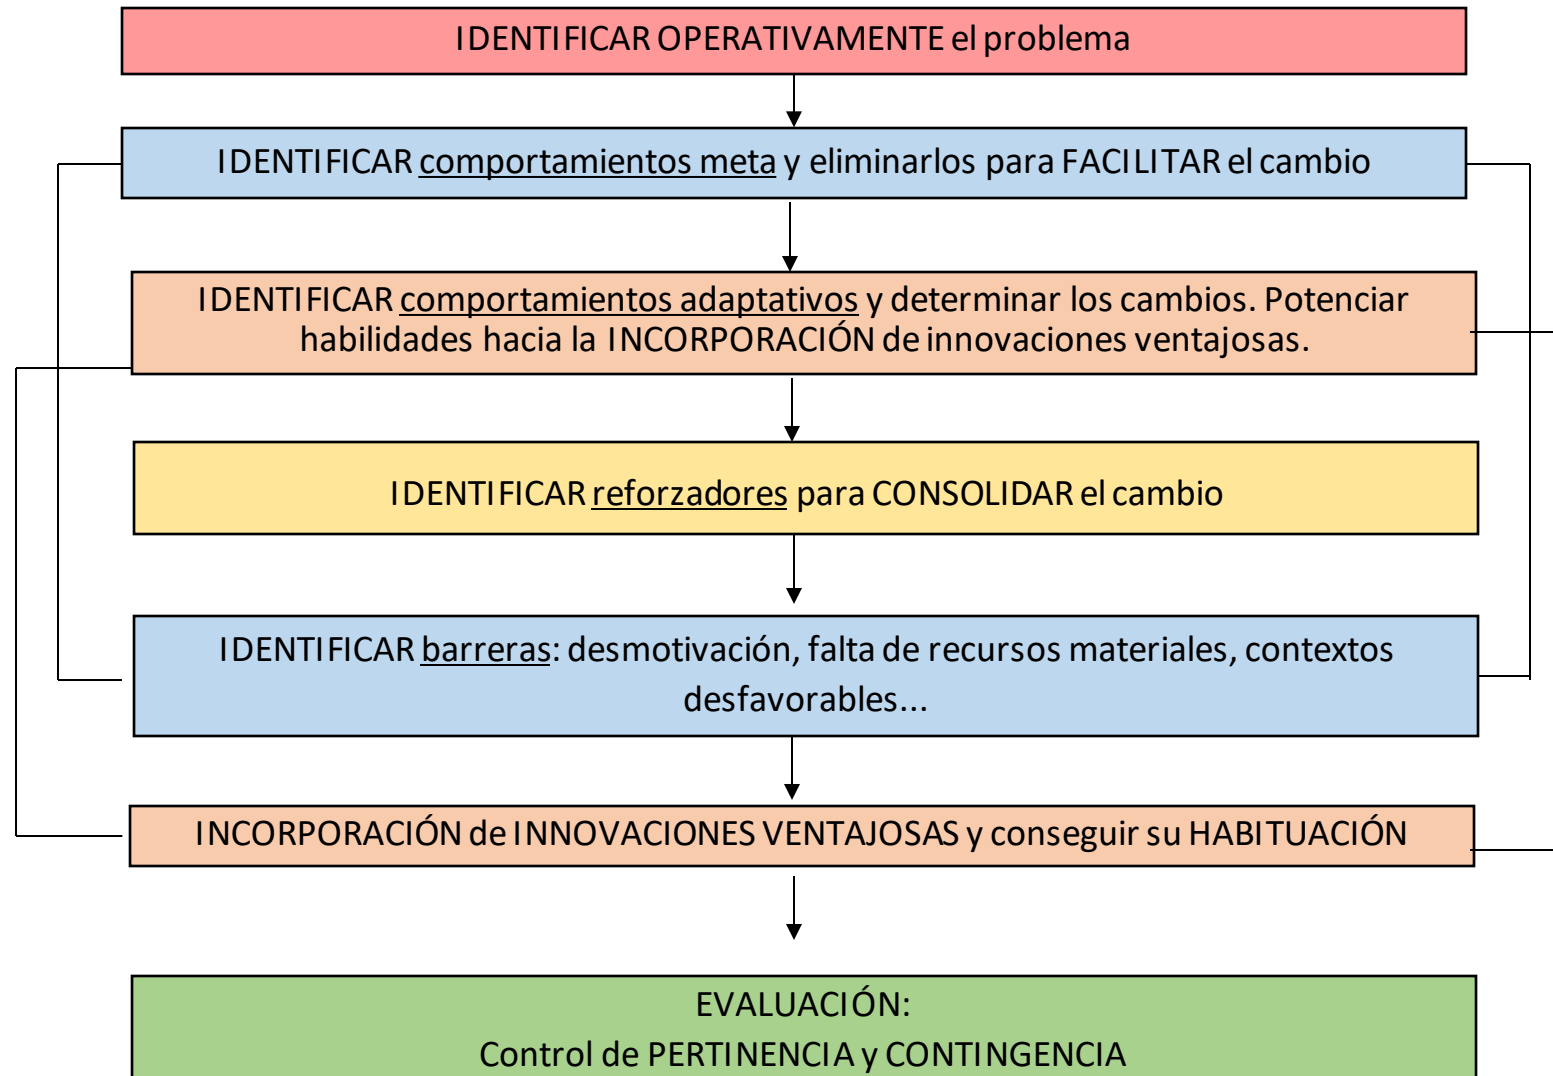 IDENTIFICAR OPERATIVAMENTE el problema
IDENTIFICAR comportamientos meta y eliminarlos para FACILITAR el cambio
IDENTIFICAR comportamientos adaptativos y determinar los cambios. Potenciar
habilidades hacia la INCORPORACIÓN de innovaciones ventajosas.
IDENTIFICAR reforzadores para CONSOLIDAR el cambio
IDENTIFICAR barreras: desmotivación, falta de recursos materiales, contextos
desfavorables...
INCORPORACIÓN de INNOVACIONES VENTAJOSAS y conseguir su HABITUACIÓN
EVALUACIÓN:
Control de PERTINENCIA y CONTINGENCIA